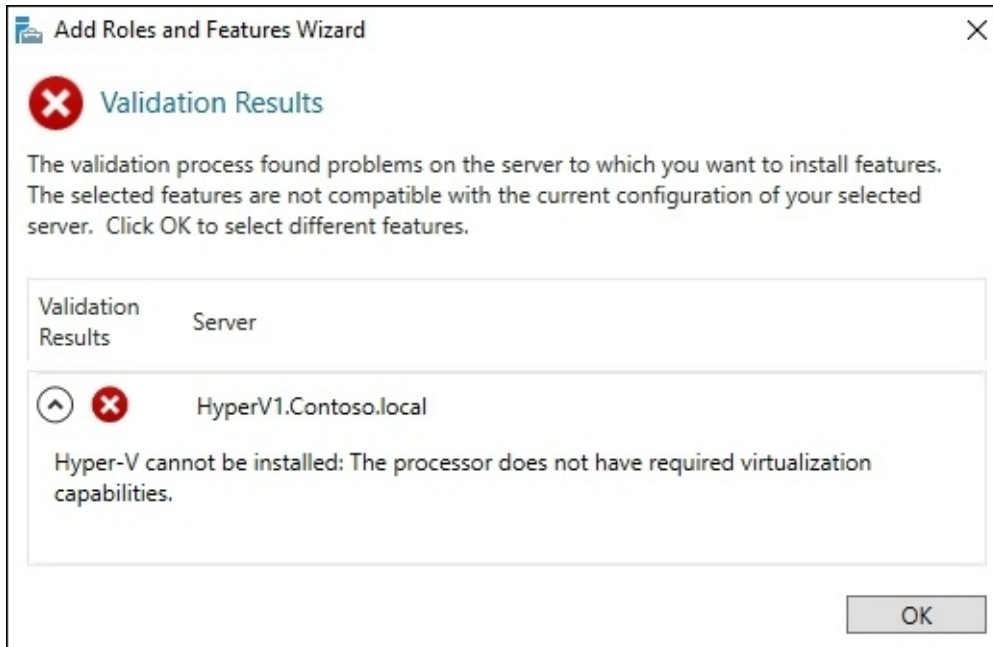 Add Roles and Features Wizard
Validation Results
The validation process found problems on the server to which you want to install features.
The selected features are not compatible with the current configuration of your selected
server.  Click OK to select different features.
Validation
Results
Server
HyperV1.Contoso.local
Hyper-V cannot be installed: The processor does not have required virtualization
capabilities.
OK